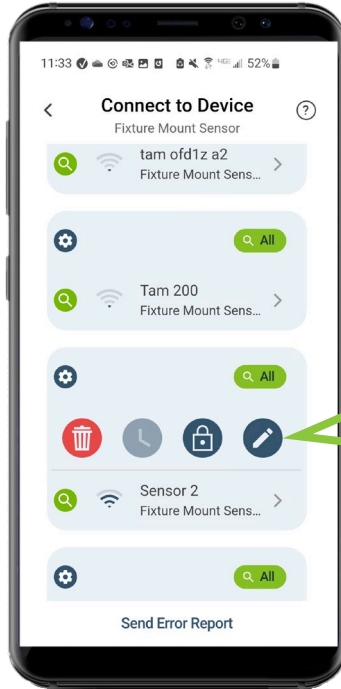 11:33 4GE 52%
Connect to Device
?
Fixture Mount Sensor
tam ofd1z a2
Fixture Mount Sens...
All
Tam 200
Fixture Mount Sens...
All
Sensor 2
Fixture Mount Sens...
All
Send Error Report